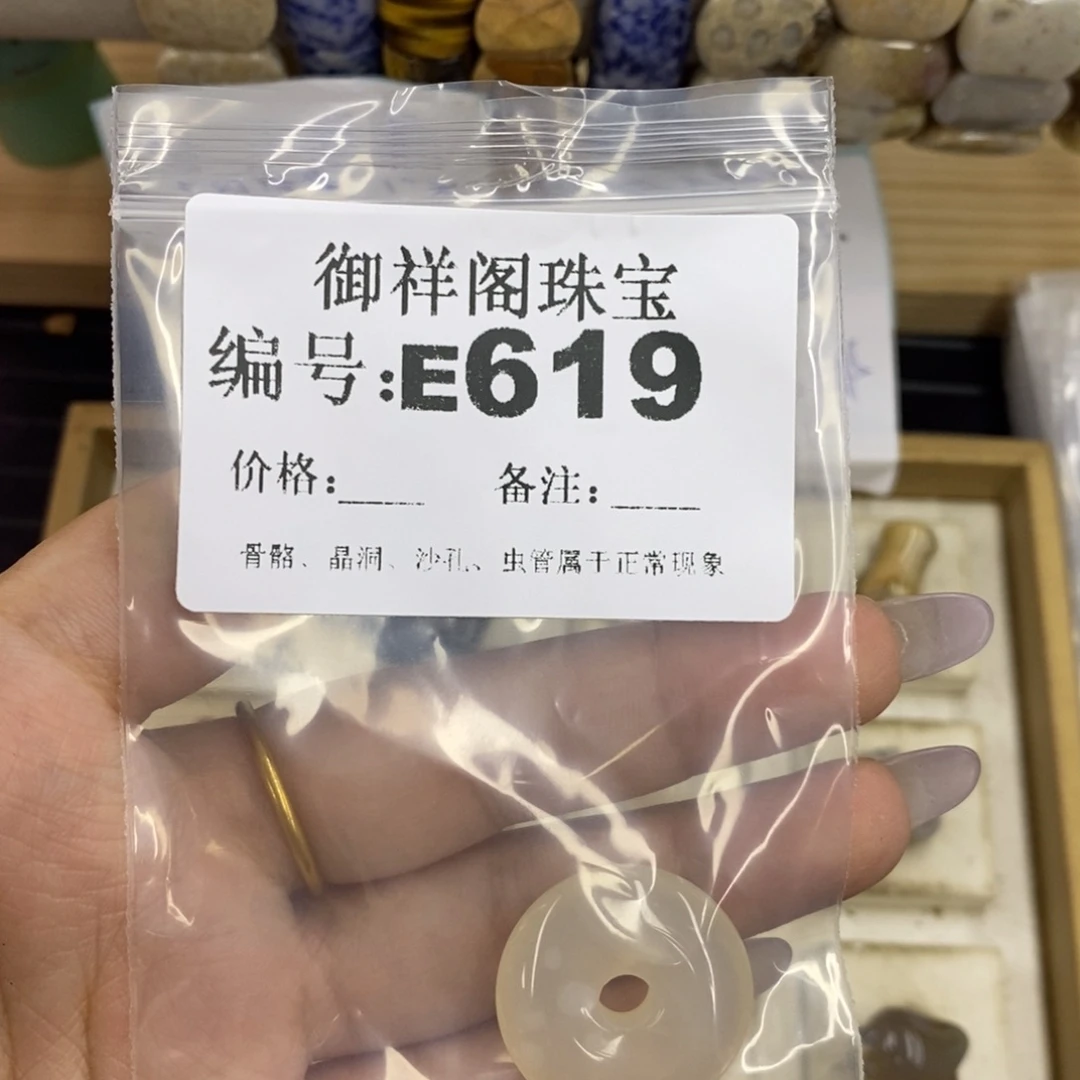 御祥阁珠宝
编号:E619
价格:____ 备注:____
骨骼、晶洞、沙孔、虫管属于正常现象